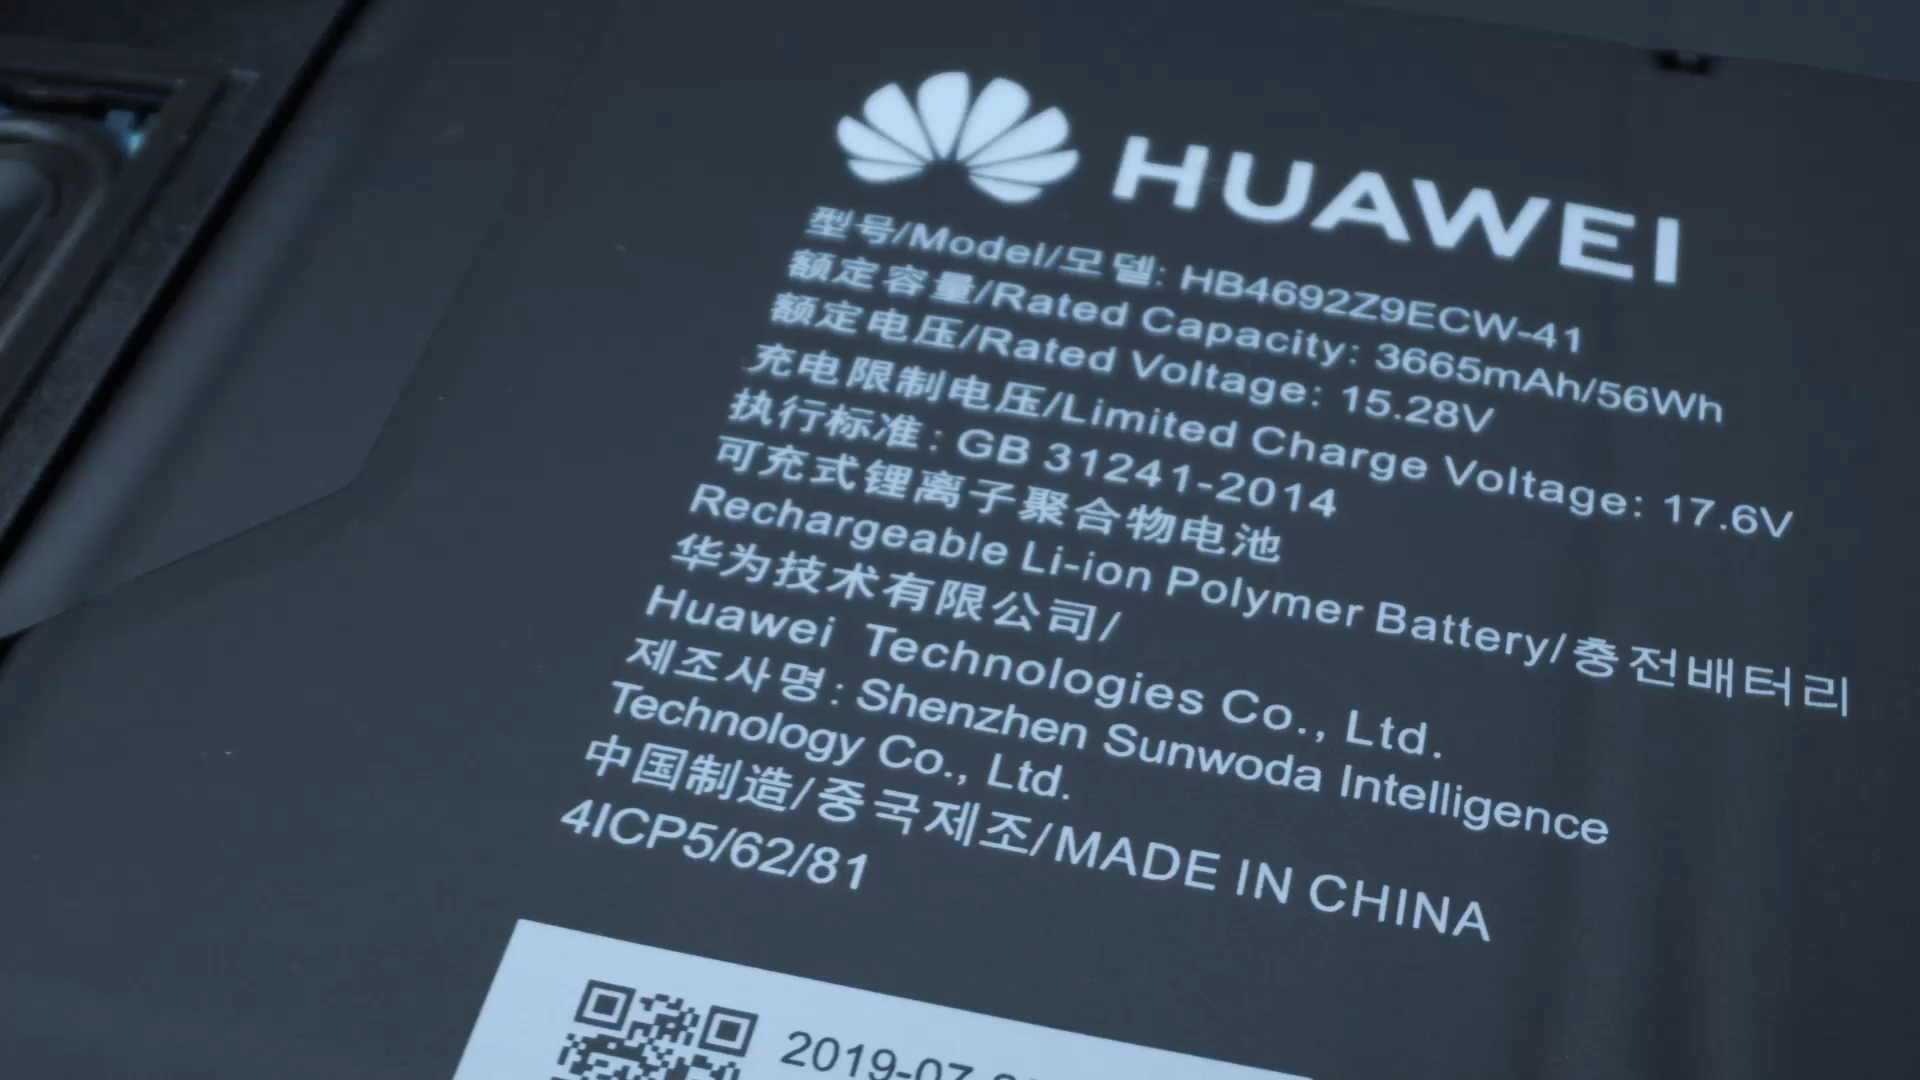 HUAWEI
型号/Model/모델: HB4692Z9ECW-41
额定容量/Rated Capacity: 3665mAh/56Wh
额定电压/Rated Voltage: 15.28V
充电限制电压/Limited Charge Voltage: 17.6V
执行标准: GB 31241-2014
可充式锂离子聚合物电池
Rechargeable Li-ion Polymer Battery/충전배터리
华为技术有限公司/
Huawei Technologies Co., Ltd.
제조사명: Shenzhen Sunwoda Intelligence
Technology Co., Ltd.
中国制造/중국제조/MADE IN CHINA
4ICP5/62/81
2019-07